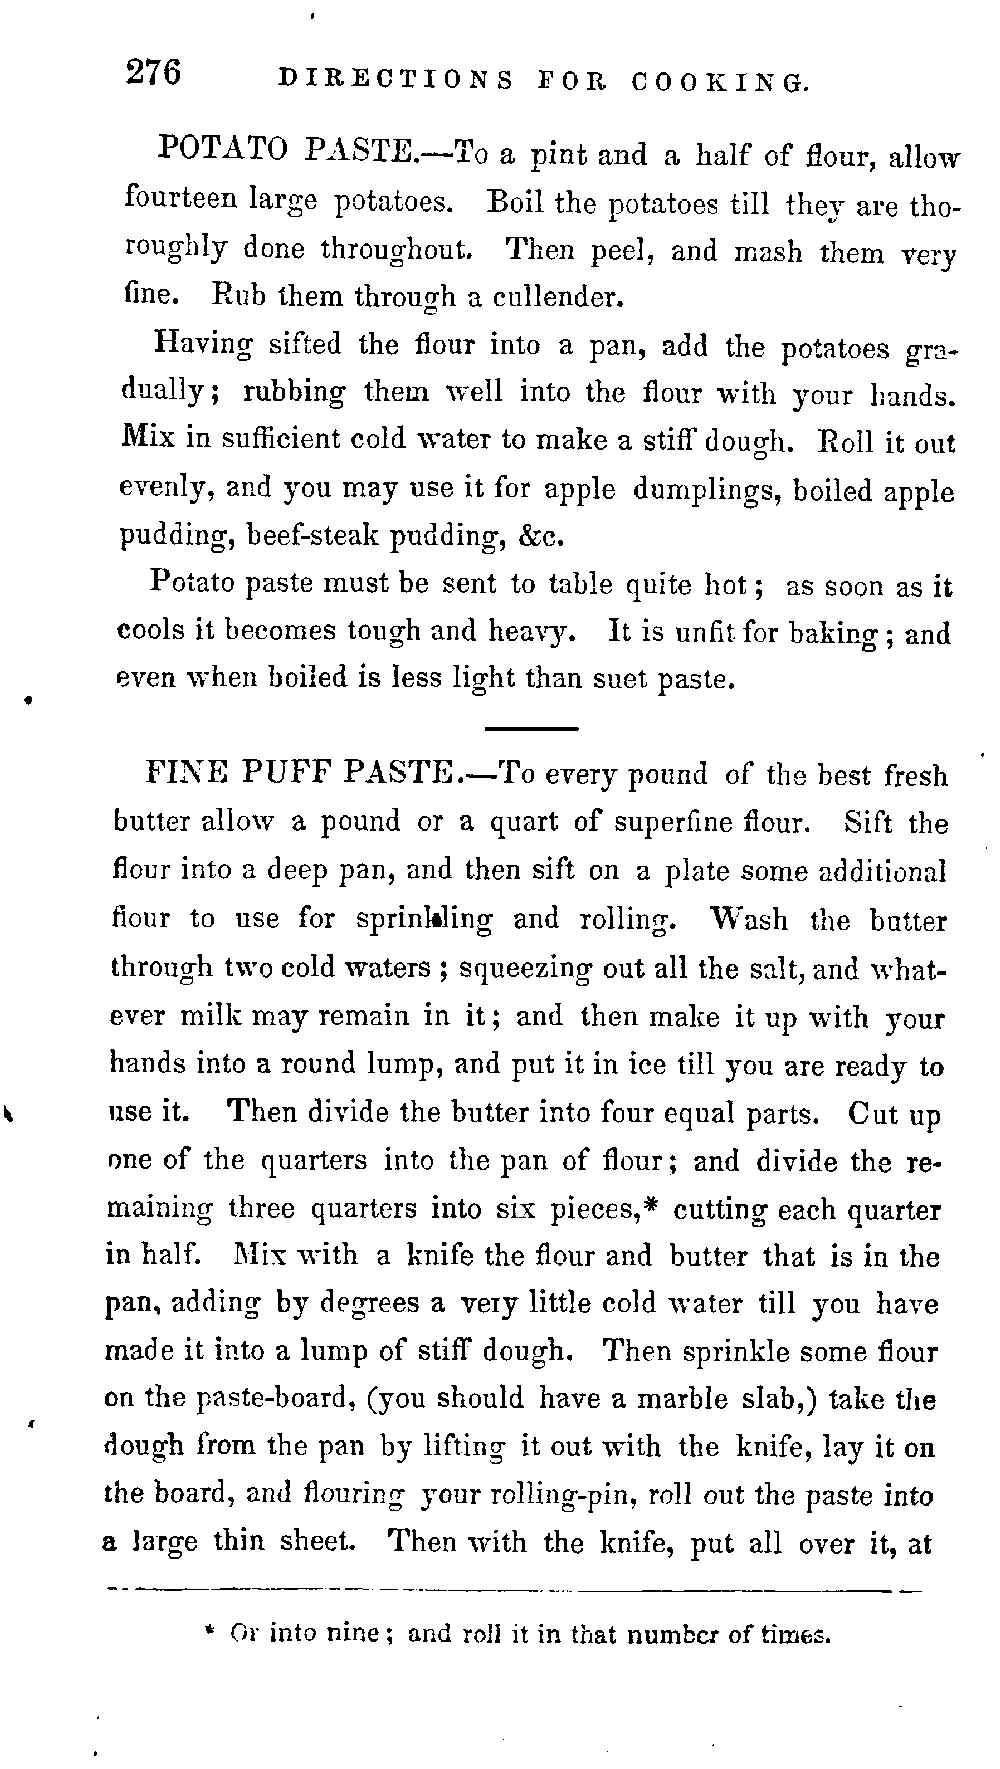 276 DIRECTIONS FOR COOKING.
POTATO PASTE.—To a pint and a half of flour, allow
fourteen large potatoes. Boil the potatoes till they are tho-
roughly done throughout. Then peel, and mash them very
fine. Rub them through a cullender.
Having sifted the flour into a pan, add the potatoes gra-
dually; rubbing them well into the flour with your hands.
Mix in sufficient cold water to make a stiff dough. Roll it out
evenly, and you may use it for apple dumplings, boiled apple
pudding, beef-steak pudding, &c.
Potato paste must be sent to table quite hot; as soon as it
cools it becomes tough and heavy. It is unfit for baking; and
even when boiled is less light than suet paste.
FINE PUFF PASTE.—To every pound of the best fresh
butter allow a pound or a quart of superfine flour. Sift the
flour into a deep pan, and then sift on a plate some additional
flour to use for sprinkling and rolling. Wash the butter
through two cold waters; squeezing out all the salt, and what-
ever milk may remain in it; and then make it up with your
hands into a round lump, and put it in ice till you are ready to
use it. Then divide the butter into four equal parts. Cut up
one of the quarters into the pan of flour; and divide the re-
maining three quarters into six pieces,* cutting each quarter
in half. Mix with a knife the flour and butter that is in the
pan, adding by degrees a very little cold water till you have
made it into a lump of stiff dough. Then sprinkle some flour
on the paste-board, (you should have a marble slab,) take the
dough from the pan by lifting it out with the knife, lay it on
the board, and flouring your rolling-pin, roll out the paste into
a large thin sheet. Then with the knife, put all over it, at
* Or into nine; and roll it in that number of times.